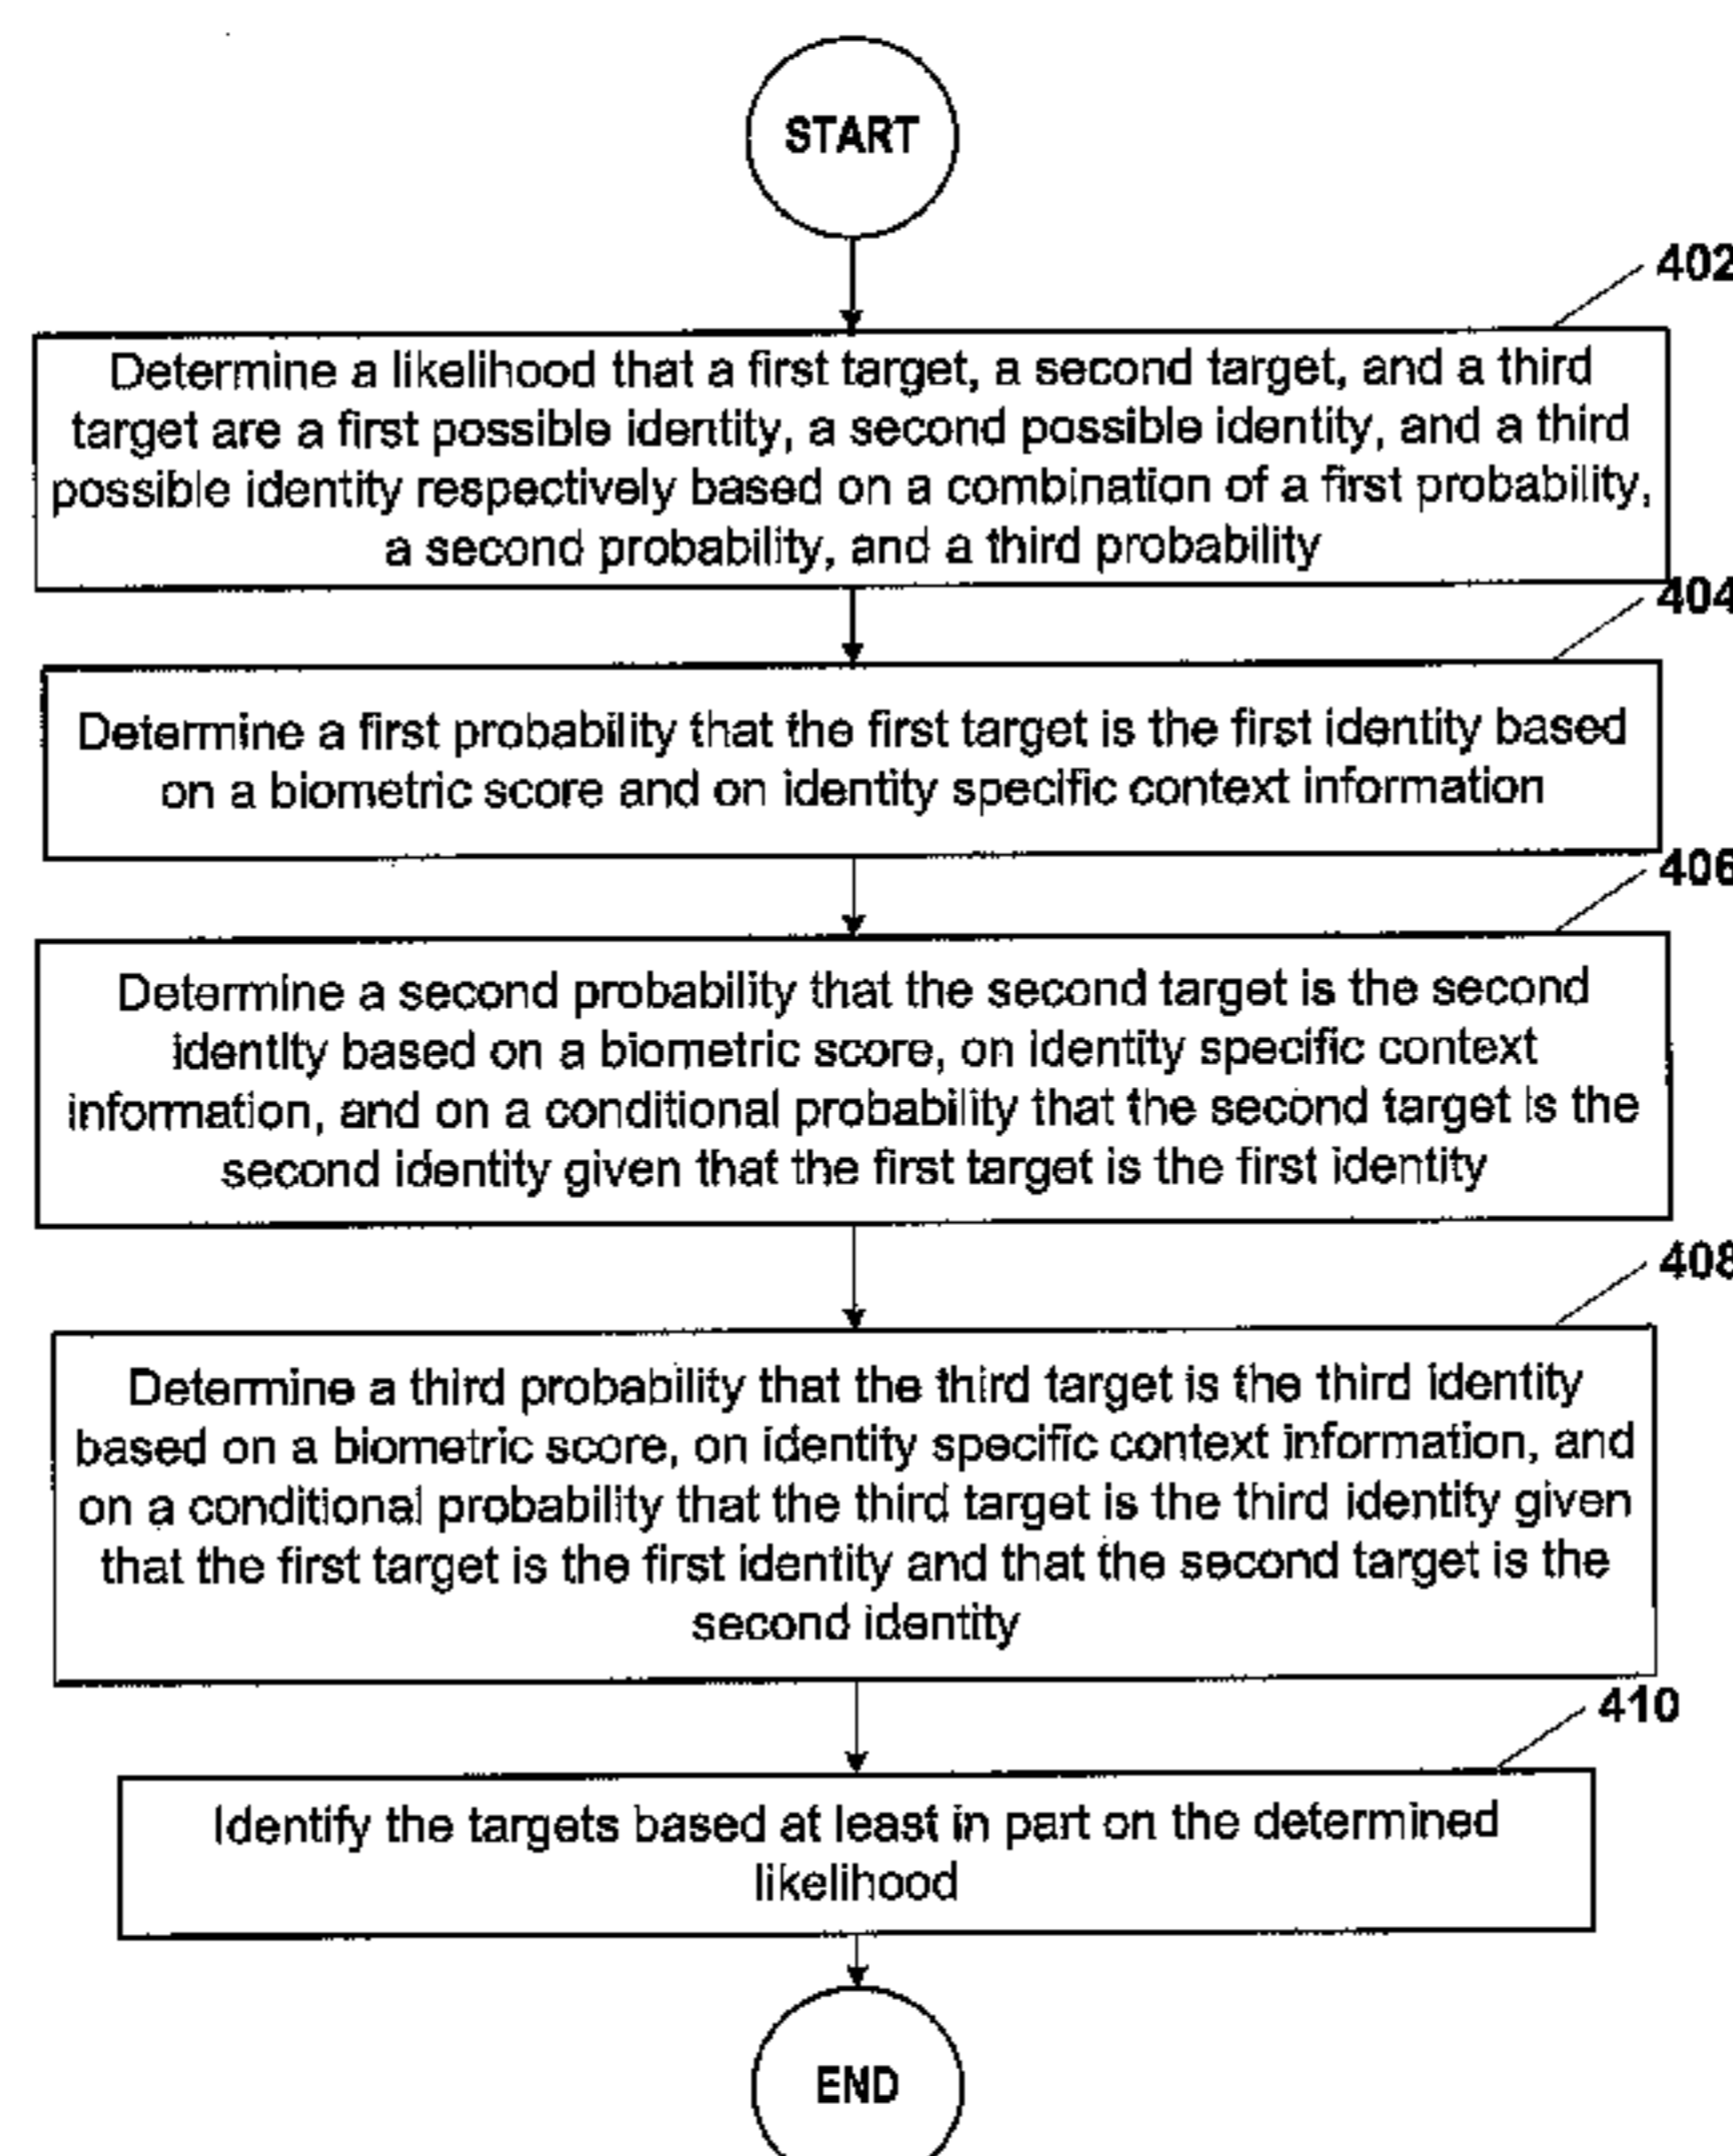 START
402
Determine a likelihood that a first target, a second target, and a third
target are a first possible identity, a second possible identity, and a third
possible identity respectively based on a combination of a first probability,
a second probability, and a third probability
404
Determine a first probability that the first target is the first identity based
on a biometric score and on identity specific context information
406
Determine a second probability that the second target is the second
identity based on a biometric score, on identity specific context
information, and on a conditional probability that the second target is the
second identity given that the first target is the first identity
408
Determine a third probability that the third target is the third identity
based on a biometric score, on identity specific context information, and
on a conditional probability that the third target is the third identity given
that the first target is the first identity and that the second target is the
second identity
410
Identify the targets based at least in part on the determined
likelihood
END